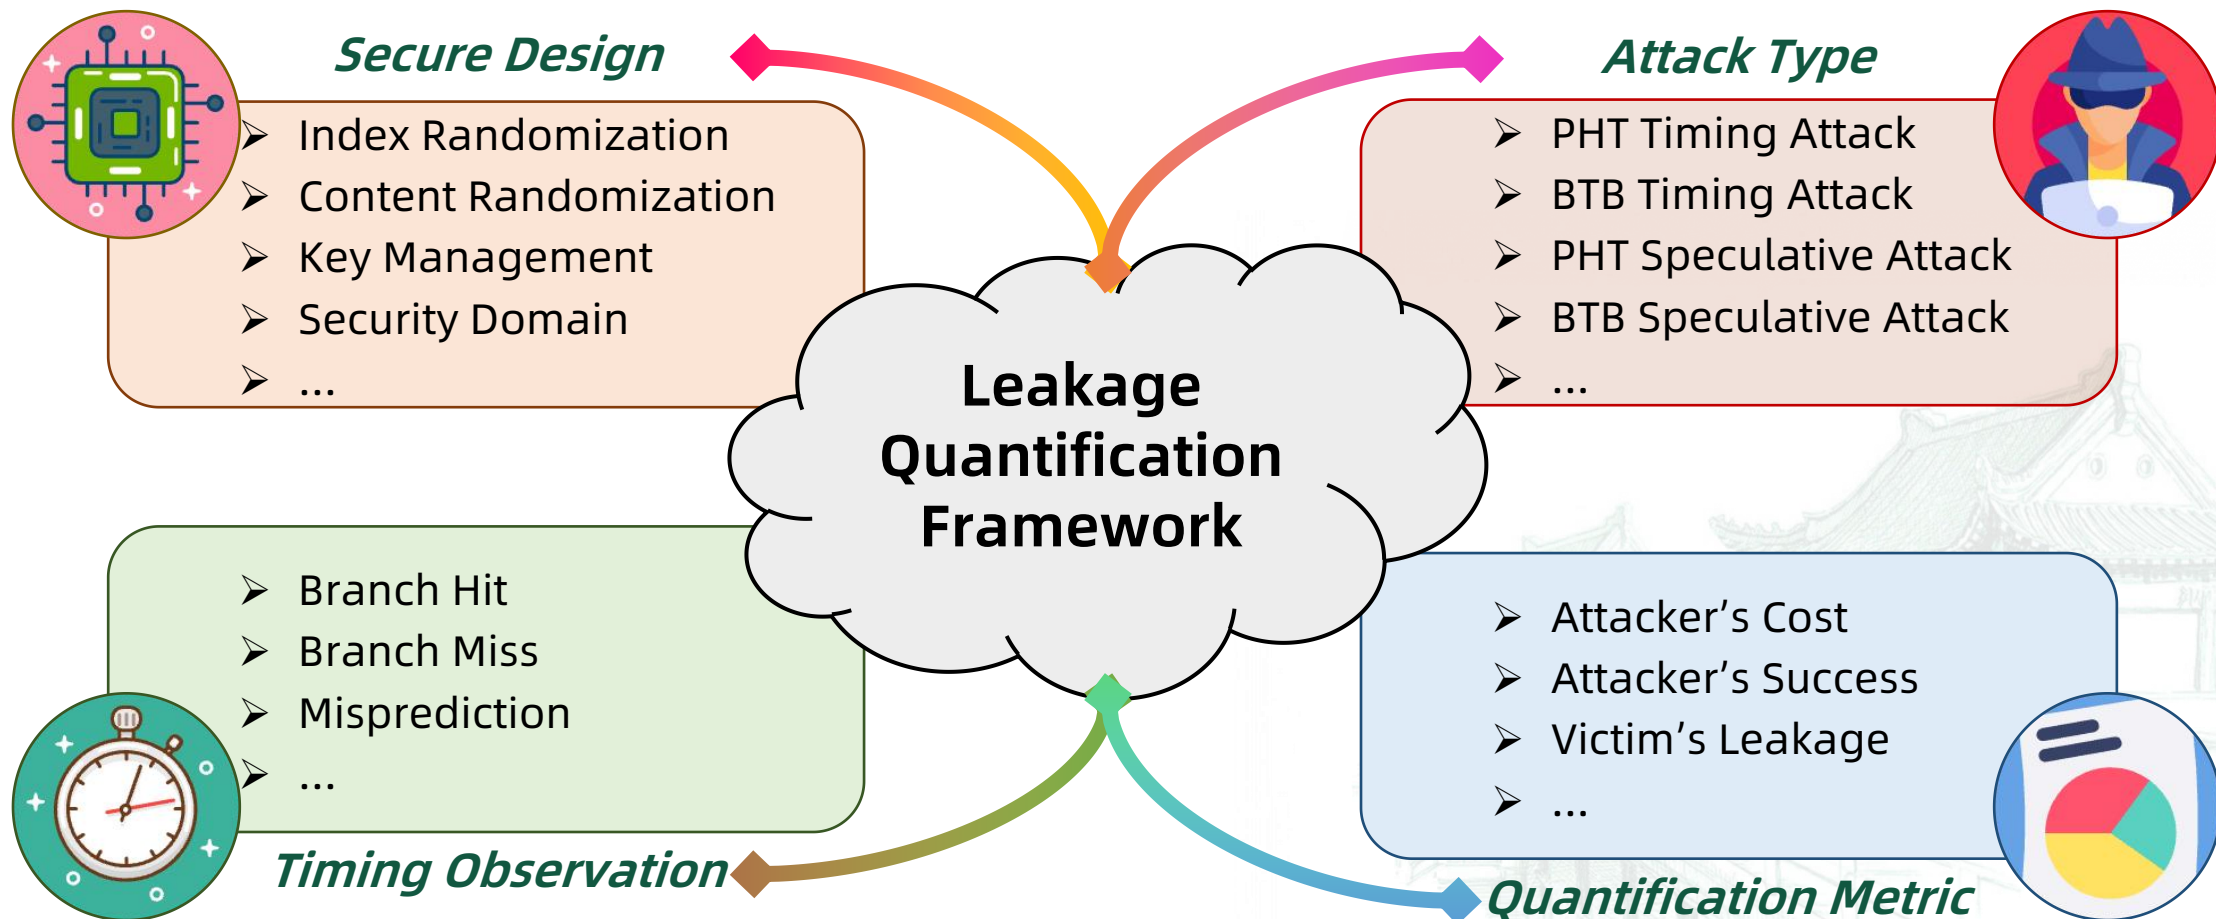 Secure Design
➢ Index Randomization
➢ Content Randomization
➢ Key Management
➢ Security Domain
➢ ...
Attack Type
➢ PHT Timing Attack
➢ BTB Timing Attack
➢ PHT Speculative Attack
➢ BTB Speculative Attack
➢ ...
Leakage
Quantification
Framework
➢ Branch Hit
➢ Branch Miss
➢ Misprediction
➢ ...
Timing Observation
➢ Attacker’s Cost
➢ Attacker’s Success
➢ Victim’s Leakage
➢ ...
Quantification Metric